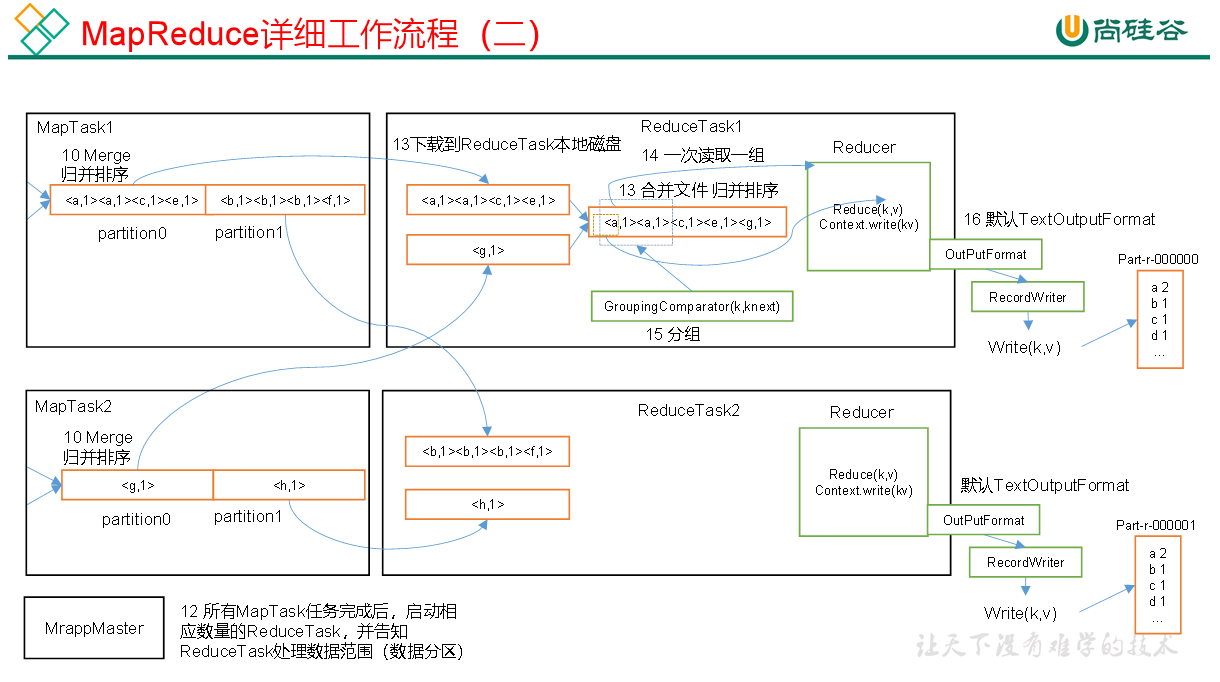 MapReduce详细工作流程（二）
尚硅谷
MapTask1
10 Merge
归并排序
<a,1><a,1><c,1><e,1>
<b,1><b,1><b,1><f,1>
partition0
partition1
ReduceTask1
13下载到ReduceTask本地磁盘
14 一次读取一组
<a,1><a,1><c,1><e,1>
<g,1>
13 合并文件 归并排序
<a,1><a,1><c,1><e,1><g,1>
GroupingComparator(k,knext)
15 分组
Reducer
Reduce(k,v)
Context.write(kv)
16 默认TextOutputFormat
OutPutFormat
RecordWriter
Write(k,v)
Part-r-000000
a 2
b 1
c 1
d 1
...
MapTask2
10 Merge
归并排序
<g,1>
<h,1>
partition0
partition1
ReduceTask2
<b,1><b,1><b,1><f,1>
<h,1>
Reducer
Reduce(k,v)
Context.write(kv)
默认TextOutputFormat
OutPutFormat
RecordWriter
Write(k,v)
Part-r-000001
a 2
b 1
c 1
d 1
...
MrappMaster
12 所有MapTask任务完成后，启动相
应数量的ReduceTask，并告知
ReduceTask处理数据范围（数据分区）
让天下没有难学的技术